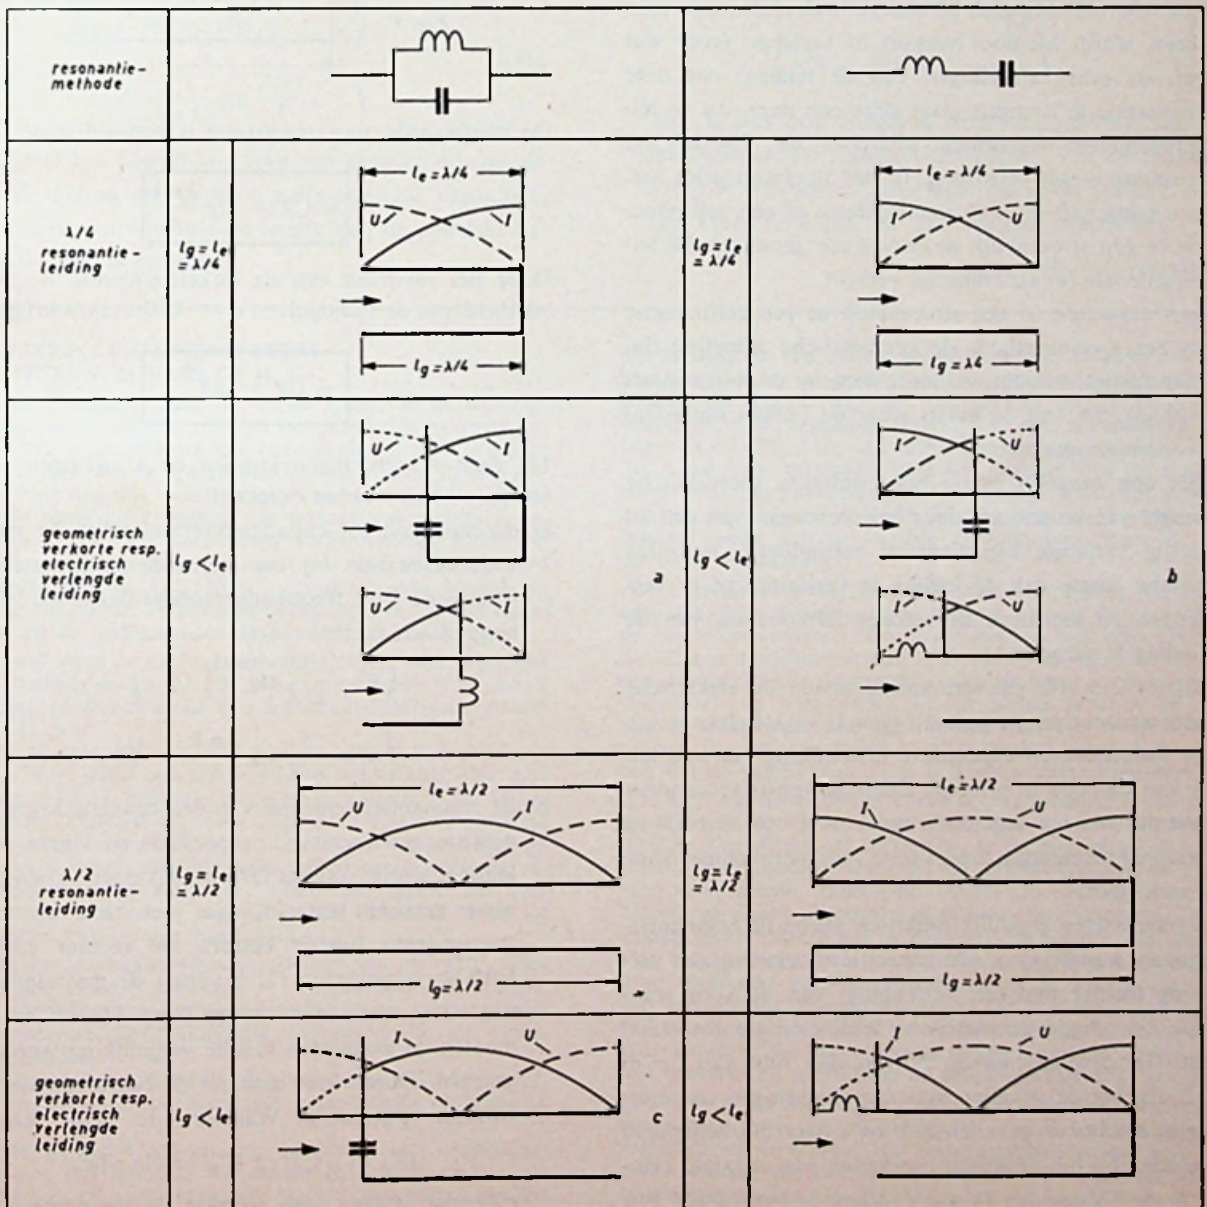 resonantie-
methode
λ/4
resonantie-
leiding
lg = le
= λ/4
le = λ/4
U
I
lg = λ/4
lg = le
= λ/4
le = λ/4
I
U
lg = λ4
geometrisch
verkorte resp.
electrisch
verlengde
leiding
lg < le
U
I
U
I
a
lg < le
I
U
I
U
b
λ/2
resonantie-
leiding
lg = le
= λ/2
le = λ/2
U
I
lg = λ/2
lg = le
= λ/2
le = λ/2
I
U
lg = λ/2
geometrisch
verkorte resp.
electrisch
verlengde
leiding
lg < le
I
U
c
lg < le
I
U